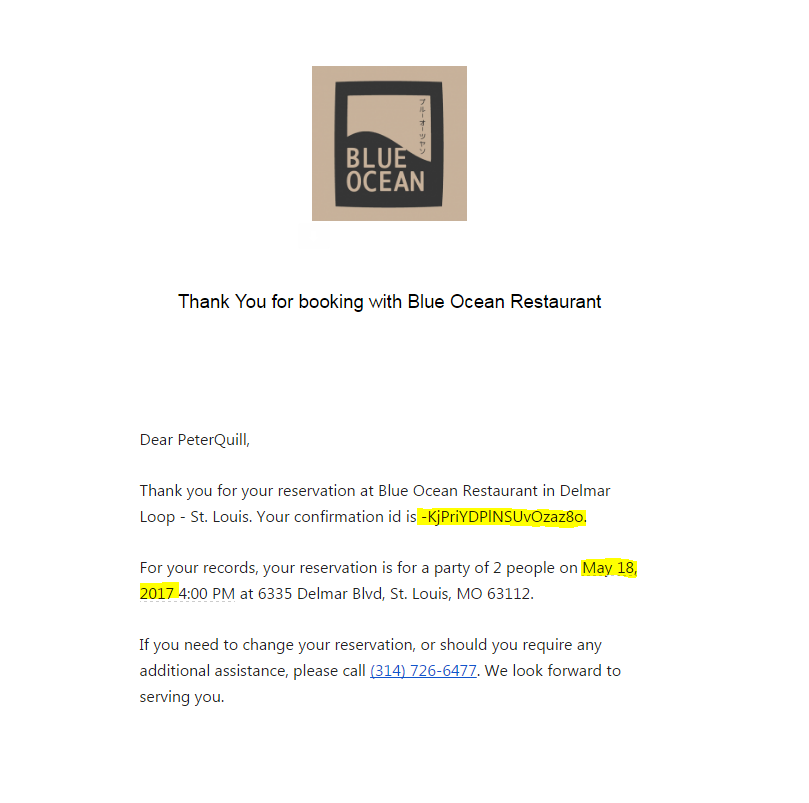 ブルーオーツヤン
BLUE
OCEAN
Thank You for booking with Blue Ocean Restaurant
Dear PeterQuill,
Thank you for your reservation at Blue Ocean Restaurant in Delmar
Loop - St. Louis. Your confirmation id is -KjPriYDPlNSUvOzaz8o.
For your records, your reservation is for a party of 2 people on May 18,
2017 4:00 PM at 6335 Delmar Blvd, St. Louis, MO 63112.
If you need to change your reservation, or should you require any
additional assistance, please call (314) 726-6477. We look forward to
serving you.